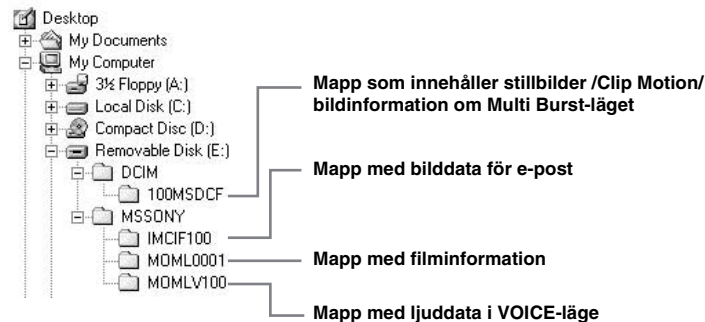 Desktop
My Documents
My Computer
3½ Floppy (A:)
Local Disk (C:)
Compact Disc (D:)
Removable Disk (E:)
DCIM
100MSDCF
MSSONY
IMCIF100
MOML0001
MOMLV100
Mapp som innehåller stillbilder /Clip Motion/
bildinformation om Multi Burst-läget
Mapp med bilddata för e-post
Mapp med filminformation
Mapp med ljuddata i VOICE-läge